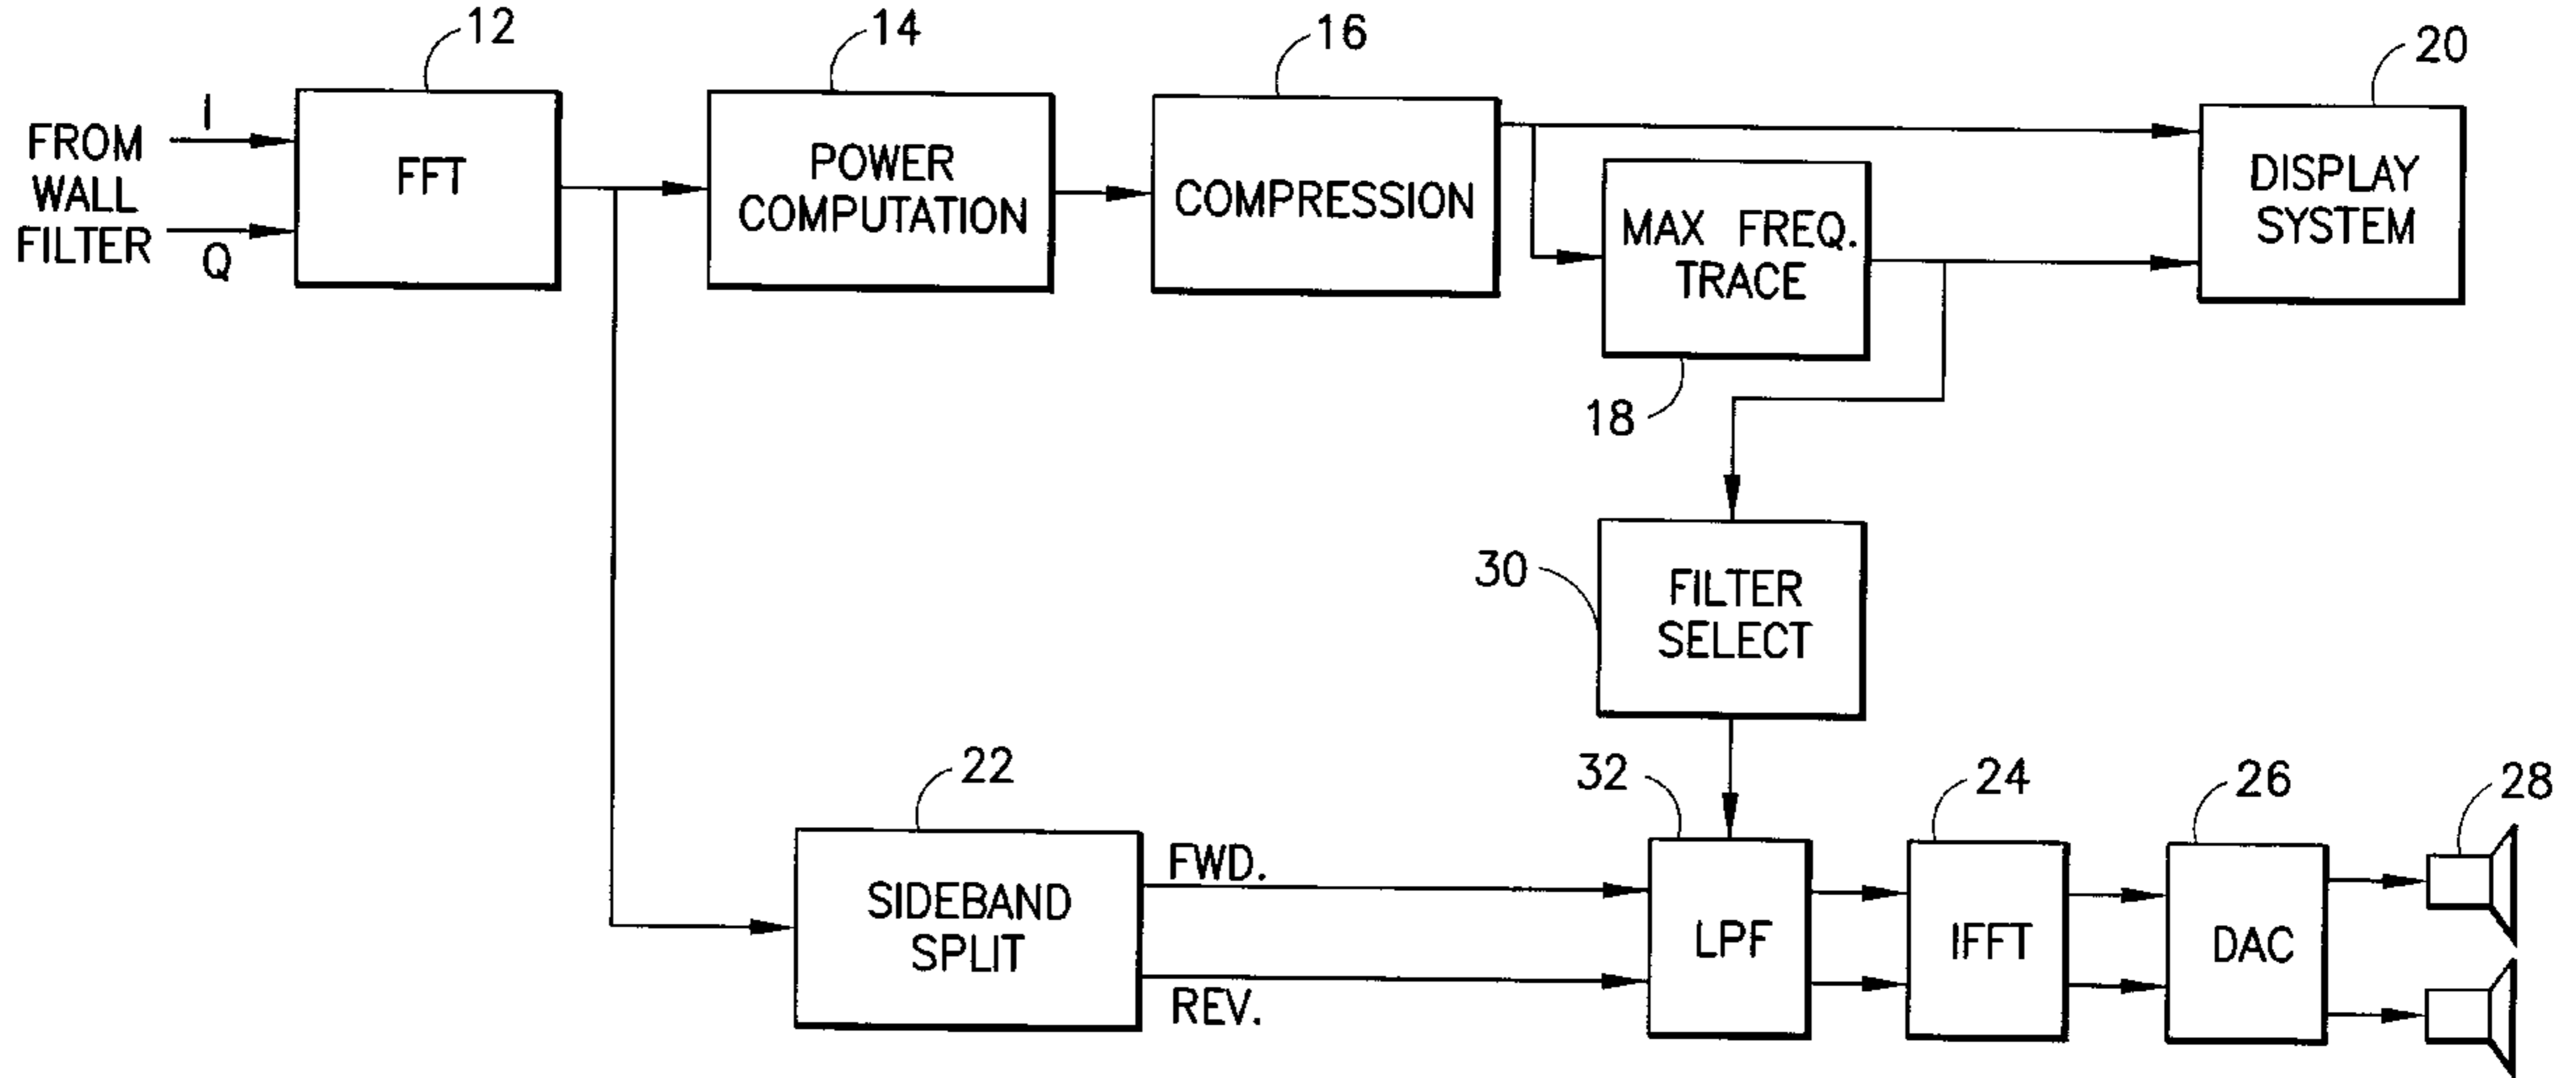 12
14
16
20
I
FROM
WALL
FILTER
Q
FFT
POWER
COMPUTATION
COMPRESSION
MAX FREQ.
TRACE
DISPLAY
SYSTEM
18
30
FILTER
SELECT
22
32
24
26
28
SIDEBAND
SPLIT
FWD.
REV.
LPF
IFFT
DAC